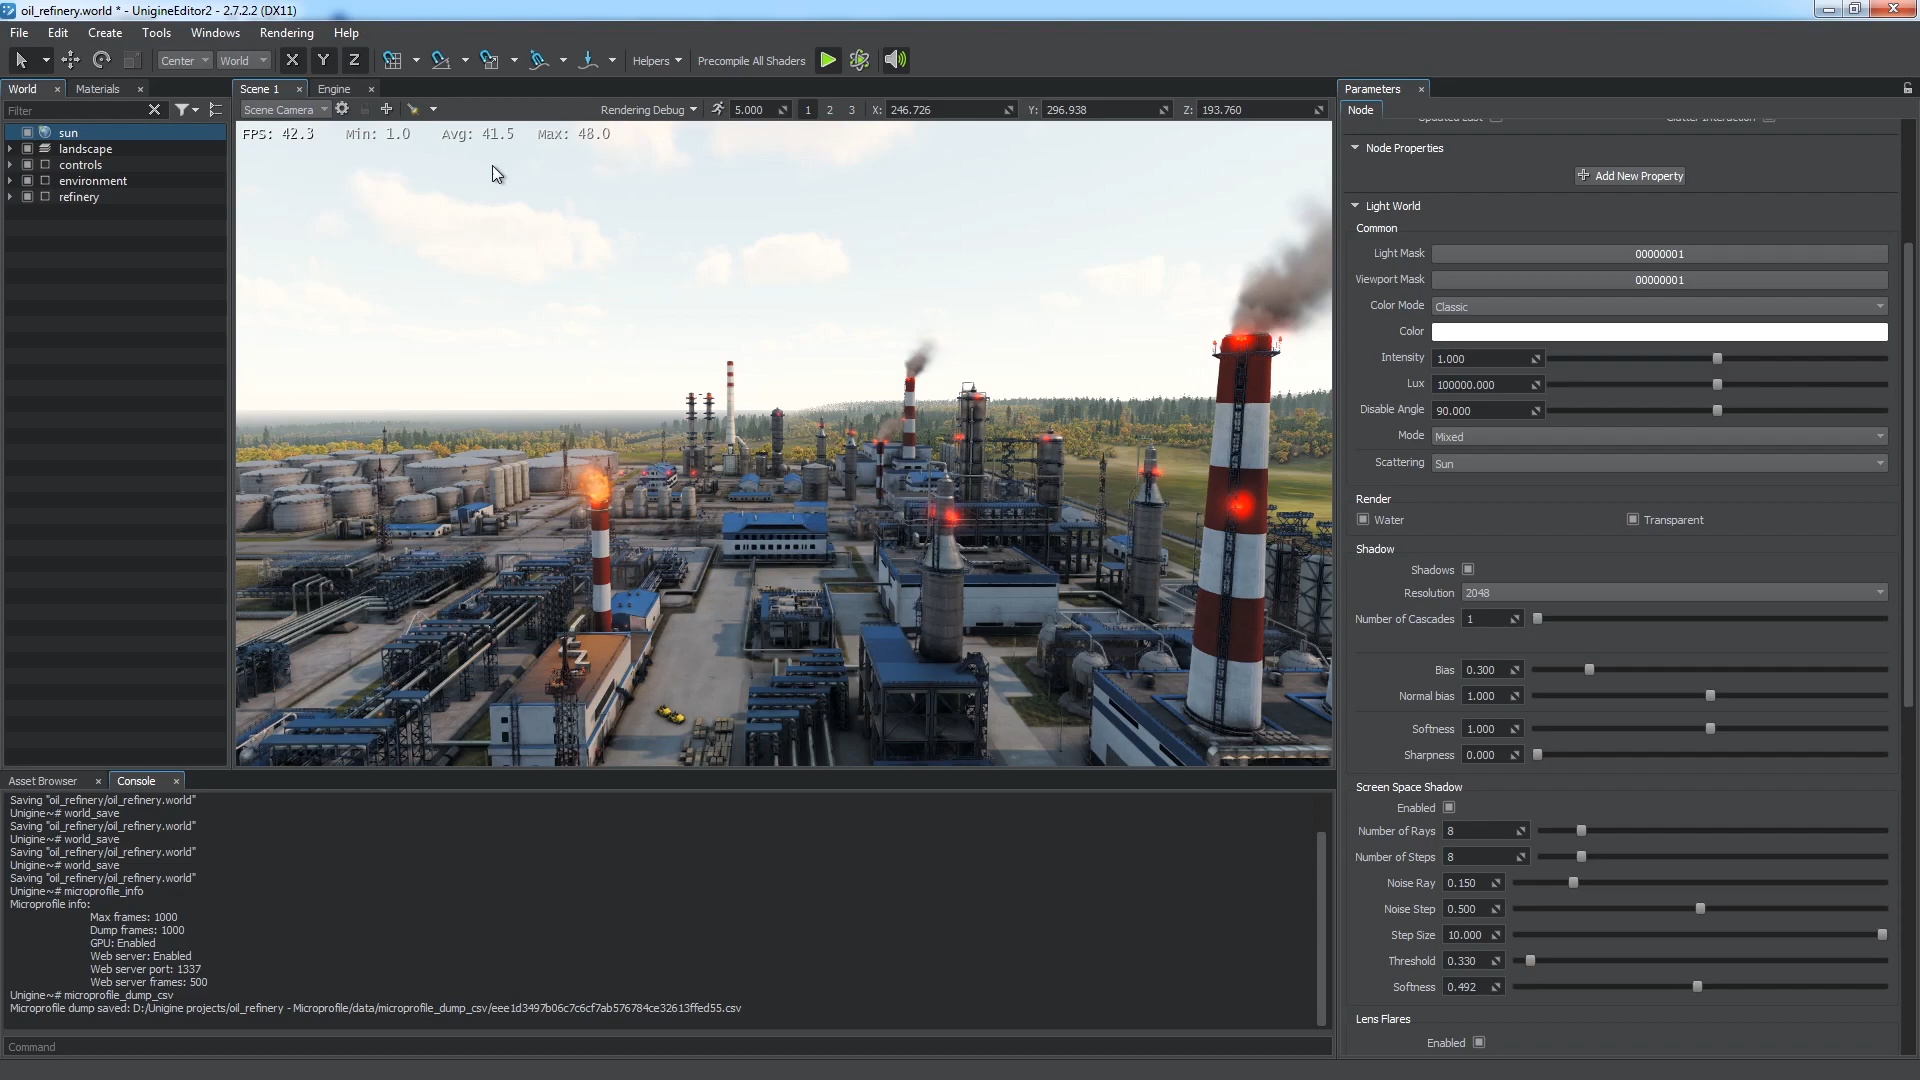 oil_refinery.world * - UnigineEditor2 - 2.7.2.2 (DX11)
File Edit Create Tools Windows Rendering Help
Center World X Y Z Helpers Precompile All Shaders
World Materials Scene 1 Engine Parameters
Filter Scene Camera Rendering Debug 5.000 1 2 3 X: 246.726 Y: 296.938 Z: 193.760 Node
sun
landscape
controls
environment
refinery
FPS: 42.3 Min: 1.0 Avg: 41.5 Max: 48.0
Node Properties
Add New Property
Light World
Common
Light Mask 00000001
Viewport Mask 00000001
Color Mode Classic
Color
Intensity 1.000
Lux 100000.000
Disable Angle 90.000
Mode Mixed
Scattering Sun
Render
Water Transparent
Shadow
Shadows
Resolution 2048
Number of Cascades 1
Bias 0.300
Normal bias 1.000
Softness 1.000
Sharpness 0.000
Screen Space Shadow
Enabled
Number of Rays 8
Number of Steps 8
Noise Ray 0.150
Noise Step 0.500
Step Size 10.000
Threshold 0.330
Softness 0.492
Lens Flares
Enabled
Asset Browser Console
Saving "oil_refinery/oil_refinery.world"
Unigine~# world_save
Saving "oil_refinery/oil_refinery.world"
Unigine~# world_save
Saving "oil_refinery/oil_refinery.world"
Unigine~# world_save
Saving "oil_refinery/oil_refinery.world"
Unigine~# microprofile_info
Microprofile info:
Max frames: 1000
Dump frames: 1000
GPU: Enabled
Web server: Enabled
Web server port: 1337
Web server frames: 500
Unigine~# microprofile_dump_csv
Microprofile dump saved: D:/Unigine projects/oil_refinery - Microprofile/data/microprofile_dump_csv/eee1d3497b06c7c6cf7ab576784ce32613ffed55.csv
Command